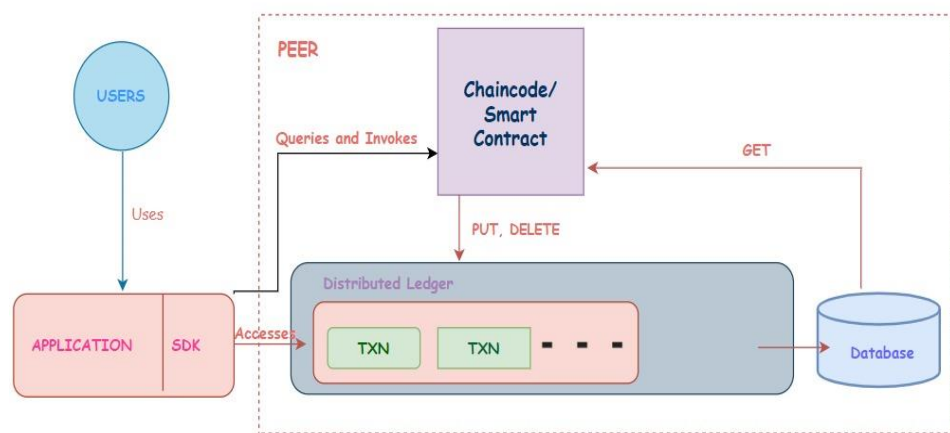 PEER
USERS
Chaincode/
Smart
Contract
Queries and Invokes
GET
Uses
PUT, DELETE
Distributed Ledger
APPLICATION
SDK
Accesses
TXN
TXN
Database